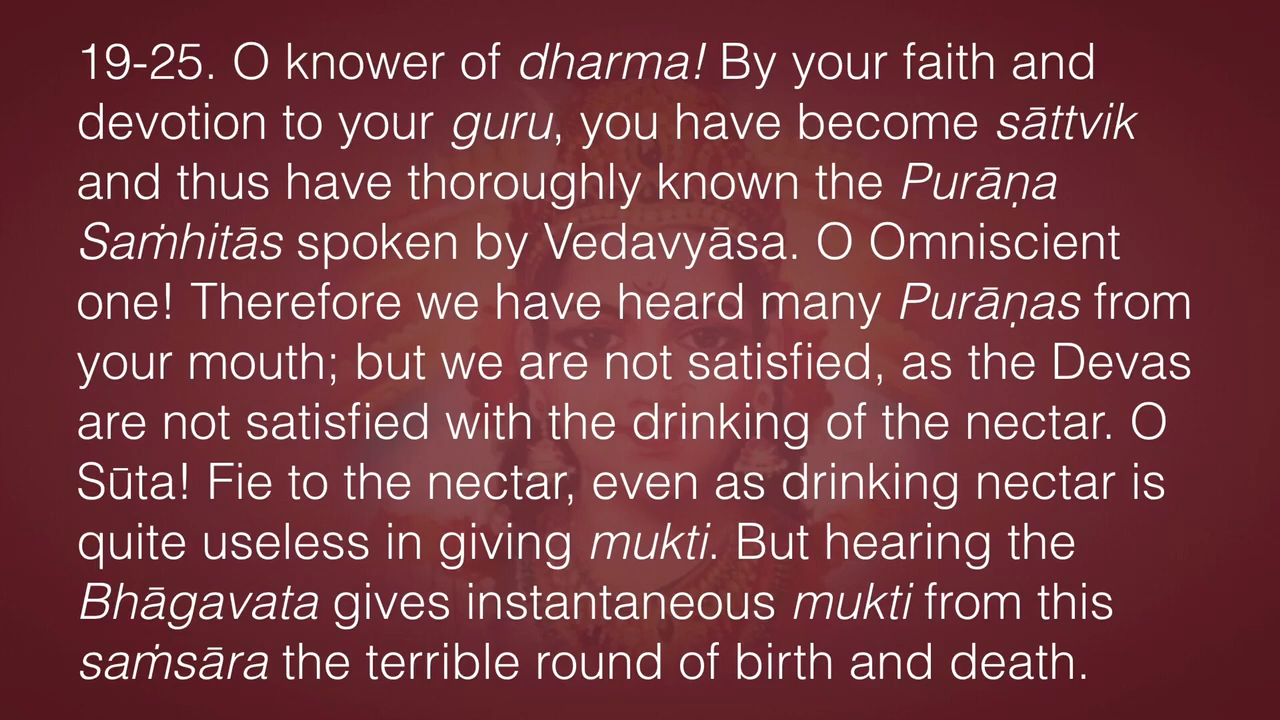 19-25. O knower of dharma! By your faith and
devotion to your guru, you have become sāttvik
and thus have thoroughly known the Purāṇa
Saṁhitās spoken by Vedavyāsa. O Omniscient
one! Therefore we have heard many Purāṇas from
your mouth; but we are not satisfied, as the Devas
are not satisfied with the drinking of the nectar. O
Sūta! Fie to the nectar, even as drinking nectar is
quite useless in giving mukti. But hearing the
Bhāgavata gives instantaneous mukti from this
saṁsāra the terrible round of birth and death.